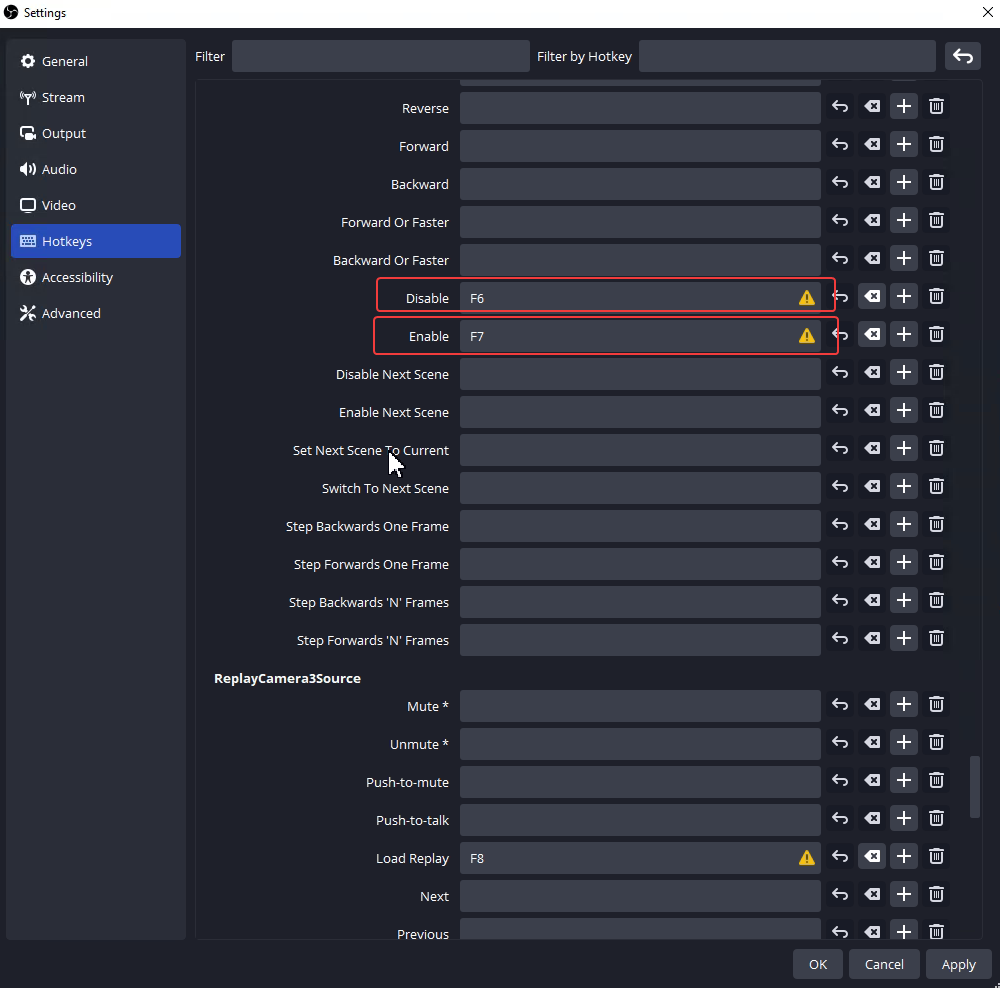 Settings
General
Stream
Output
Audio
Video
Hotkeys
Accessibility
Advanced
Filter
Filter by Hotkey
Reverse
Forward
Backward
Forward Or Faster
Backward Or Faster
Disable F6
Enable F7
Disable Next Scene
Enable Next Scene
Set Next Scene To Current
Switch To Next Scene
Step Backwards One Frame
Step Forwards One Frame
Step Backwards 'N' Frames
Step Forwards 'N' Frames
ReplayCamera3Source
Mute *
Unmute *
Push-to-mute
Push-to-talk
Load Replay F8
Next
Previous
OK Cancel Apply